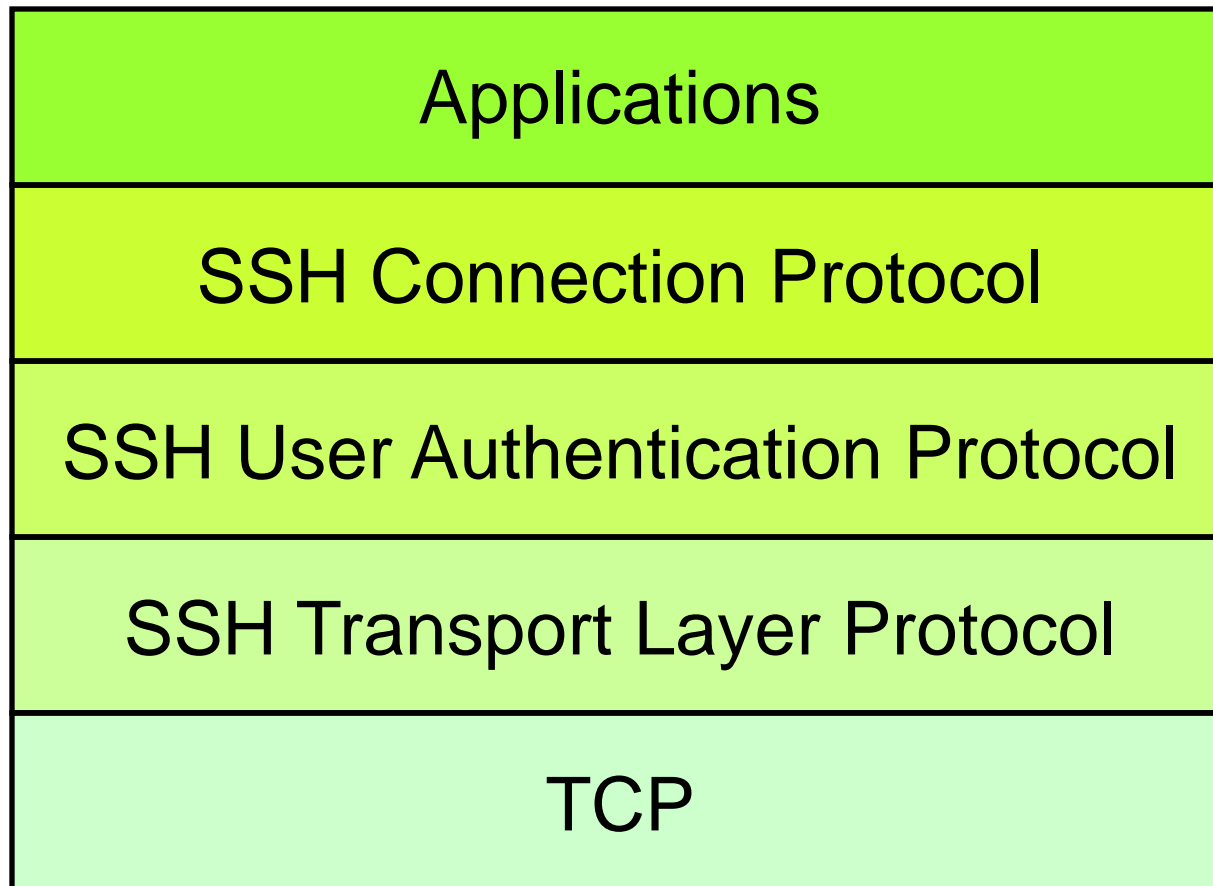 Applications
SSH Connection Protocol
SSH User Authentication Protocol
SSH Transport Layer Protocol
TCP